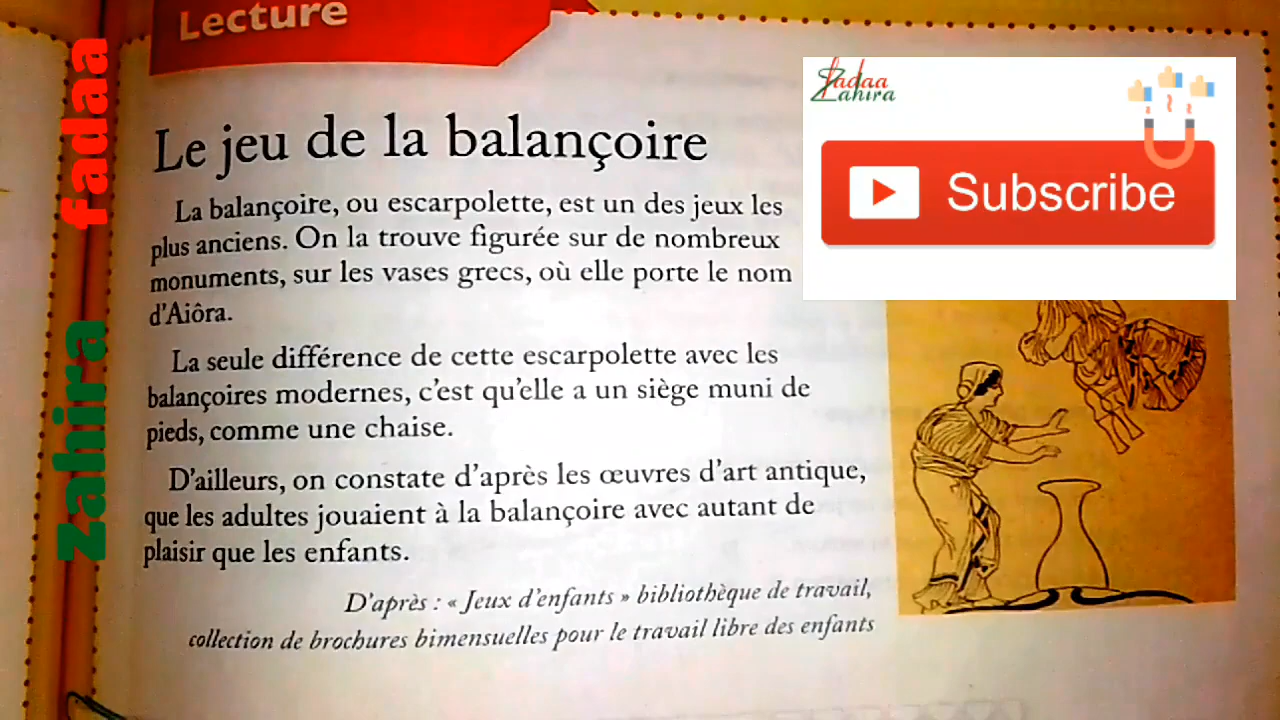 Lecture
Le jeu de la balançoire
La balançoire, ou escarpolette, est un des jeux les
plus anciens. On la trouve figurée sur de nombreux
monuments, sur les vases grecs, où elle porte le nom
d'Aiôra.
La seule différence de cette escarpolette avec les
balançoires modernes, c'est qu'elle a un siège muni de
pieds, comme une chaise.
D'ailleurs, on constate d'après les œuvres d'art antique,
que les adultes jouaient à la balançoire avec autant de
plaisir que les enfants.
D'après : « Jeux d'enfants » bibliothèque de travail,
collection de brochures bimensuelles pour le travail libre des enfants
Zahira fadaa
fadaa
Zahira
Subscribe